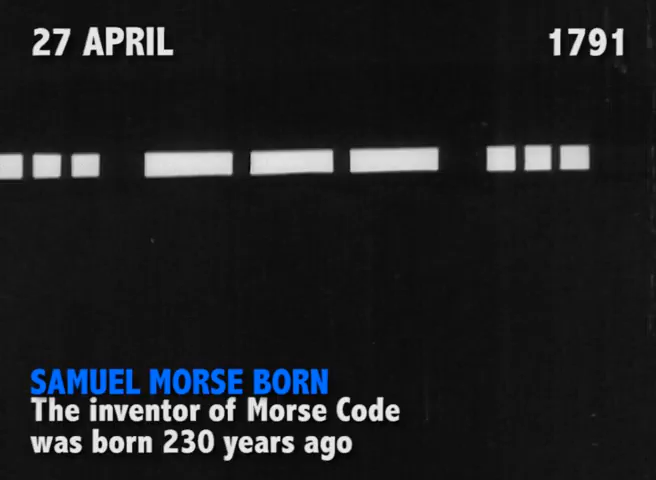 27 APRIL 1791
SAMUEL MORSE BORN
The inventor of Morse Code
was born 230 years ago